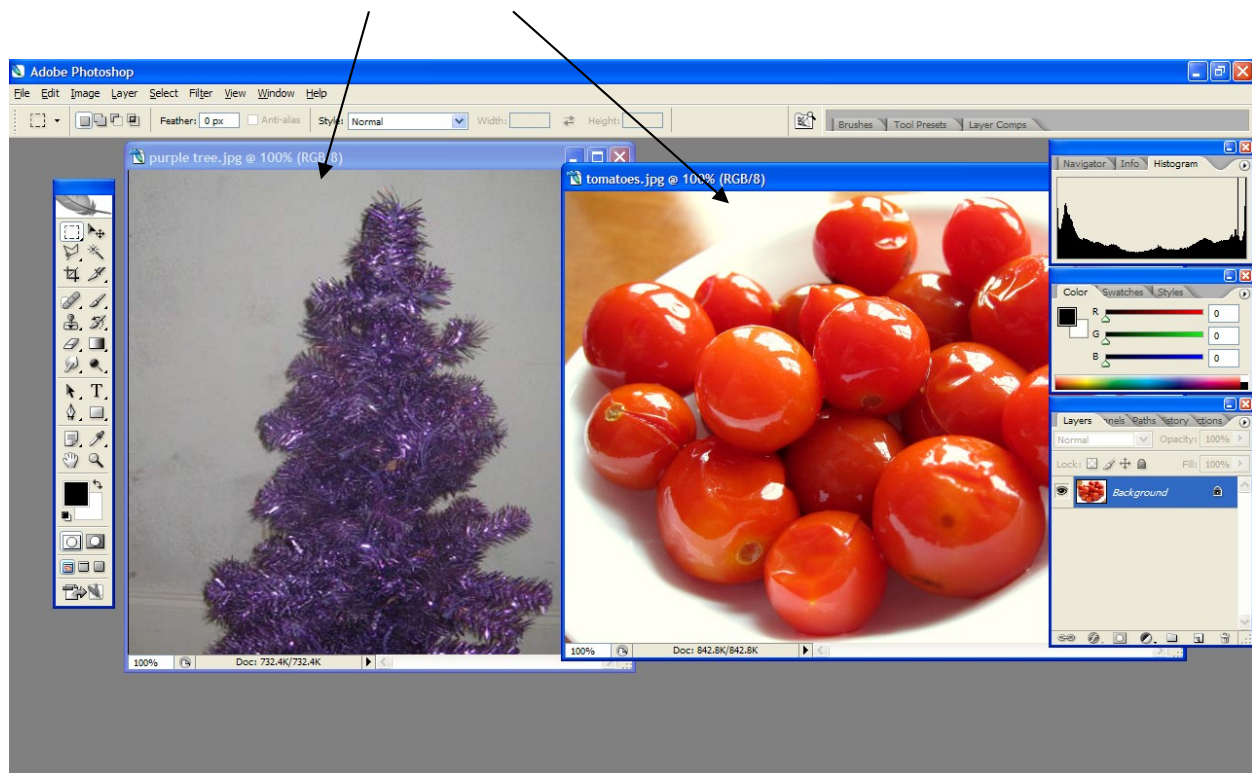 Adobe Photoshop
File Edit Image Layer Select Filter View Window Help
Feather: 0 px Anti-alias Style: Normal Width: Height: Brushes Tool Presets Layer Comps
purple tree.jpg @ 100% (RGB/8)
tomatoes.jpg @ 100% (RGB/8)
Navigator Info Histogram
Color Swatches Styles
R 0
G 0
B 0
T
Layers nnels Paths istory ctions
Normal Opacity: 100%
Lock: Fill: 100%
Background
100% Doc: 732.4K/732.4K
100% Doc: 842.8K/842.8K